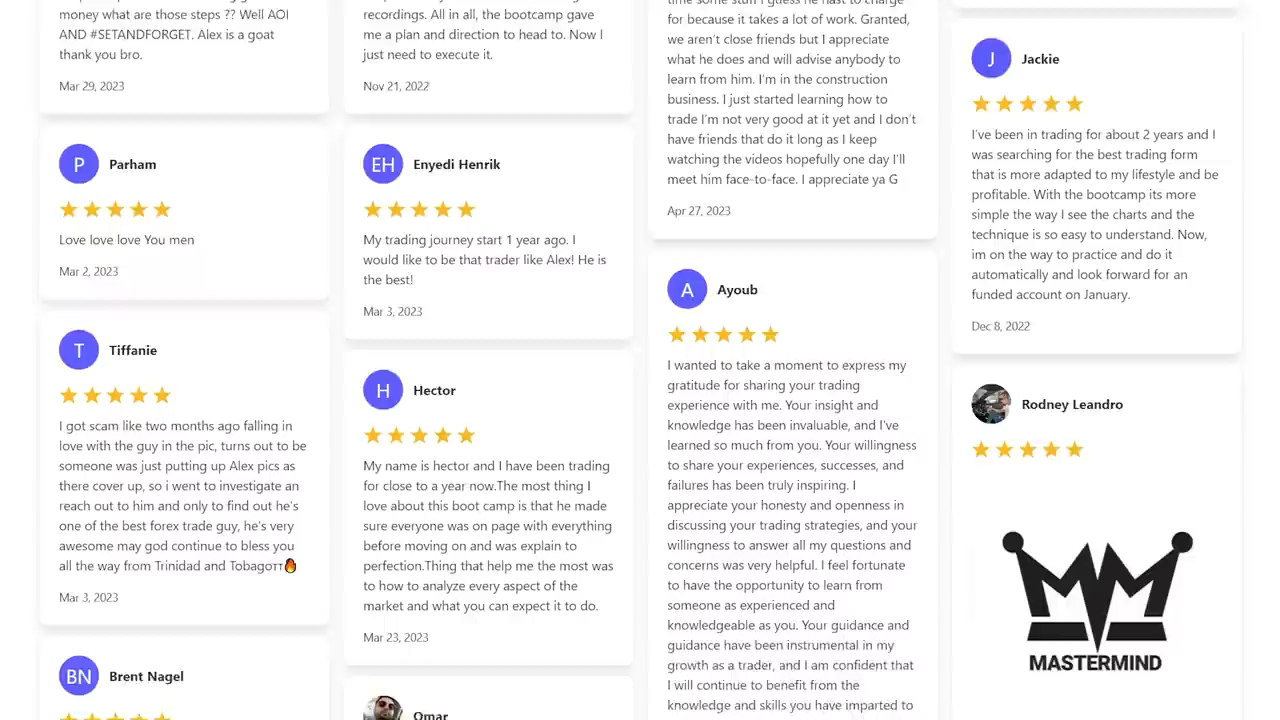 money what are those steps ?? Well AOI
AND #SETANDFORGET. Alex is a goat
thank you bro.
Mar 29, 2023
P
Parham
Love love love You men
Mar 2, 2023
T
Tiffanie
I got scam like two months ago falling in
love with the guy in the pic, turns out to be
someone was just putting up Alex pics as
there cover up, so i went to investigate an
reach out to him and only to find out he's
one of the best forex trade guy, he's very
awesome may god continue to bless you
all the way from Trinidad and Tobagoтт🔥
Mar 3, 2023
BN
Brent Nagel
recordings. All in all, the bootcamp gave
me a plan and direction to head to. Now I
just need to execute it.
Nov 21, 2022
EH
Enyedi Henrik
My trading journey start 1 year ago. I
would like to be that trader like Alex! He is
the best!
Mar 3, 2023
H
Hector
My name is hector and I have been trading
for close to a year now.The most thing I
love about this boot camp is that he made
sure everyone was on page with everything
before moving on and was explain to
perfection.Thing that help me the most was
to how to analyze every aspect of the
market and what you can expect it to do.
Mar 23, 2023
Omar
for because it takes a lot of work. Granted,
we aren't close friends but I appreciate
what he does and will advise anybody to
learn from him. I'm in the construction
business. I just started learning how to
trade I'm not very good at it yet and I don't
have friends that do it long as I keep
watching the videos hopefully one day I'll
meet him face-to-face. I appreciate ya G
Apr 27, 2023
A
Ayoub
I wanted to take a moment to express my
gratitude for sharing your trading
experience with me. Your insight and
knowledge has been invaluable, and I've
learned so much from you. Your willingness
to share your experiences, successes, and
failures has been truly inspiring. I
appreciate your honesty and openness in
discussing your trading strategies, and your
willingness to answer all my questions and
concerns was very helpful. I feel fortunate
to have the opportunity to learn from
someone as experienced and
knowledgeable as you. Your guidance and
guidance have been instrumental in my
growth as a trader, and I am confident that
I will continue to benefit from the
knowledge and skills you have imparted to
J
Jackie
I've been in trading for about 2 years and I
was searching for the best trading form
that is more adapted to my lifestyle and be
profitable. With the bootcamp its more
simple the way I see the charts and the
technique is so easy to understand. Now,
im on the way to practice and do it
automatically and look forward for an
funded account on January.
Dec 8, 2022
Rodney Leandro
MASTERMIND